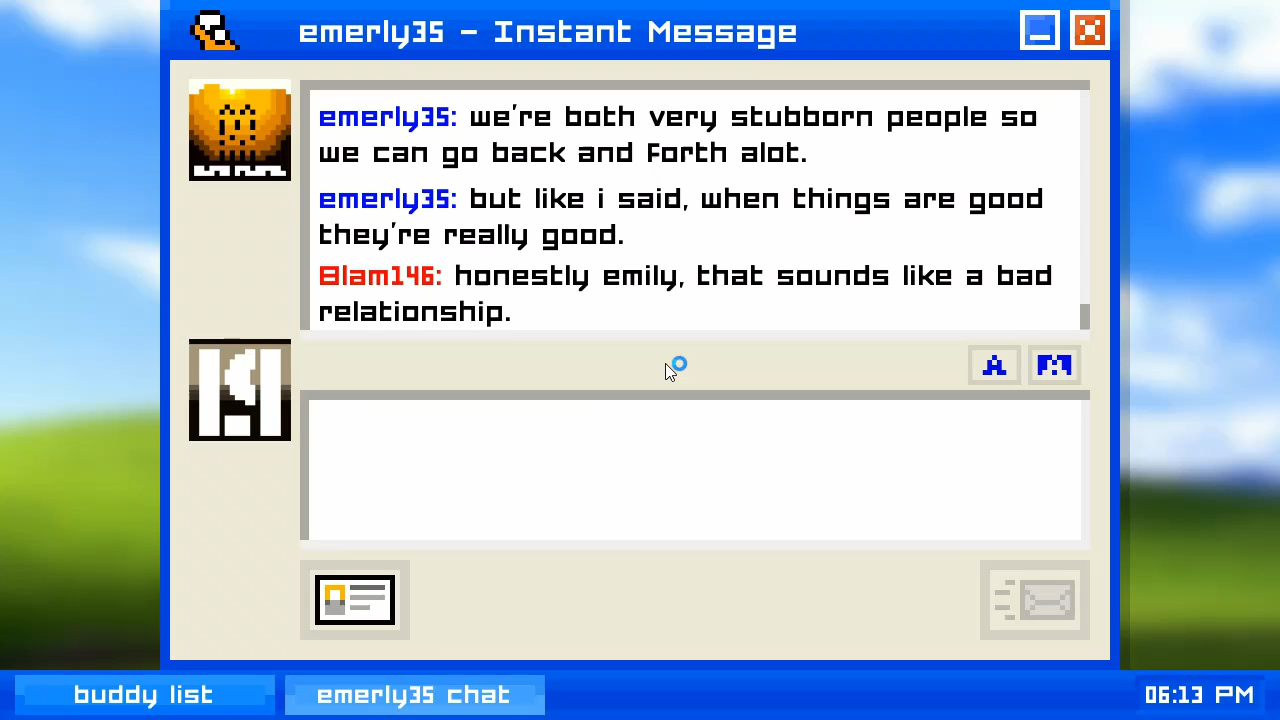 emerly35 - Instant Message
emerly35: we're both very stubborn people so
we can go back and forth alot.
emerly35: but like i said, when things are good
they're really good.
Blam146: honestly emily, that sounds like a bad
relationship.
A
buddy list
emerly35 chat
06:13 PM